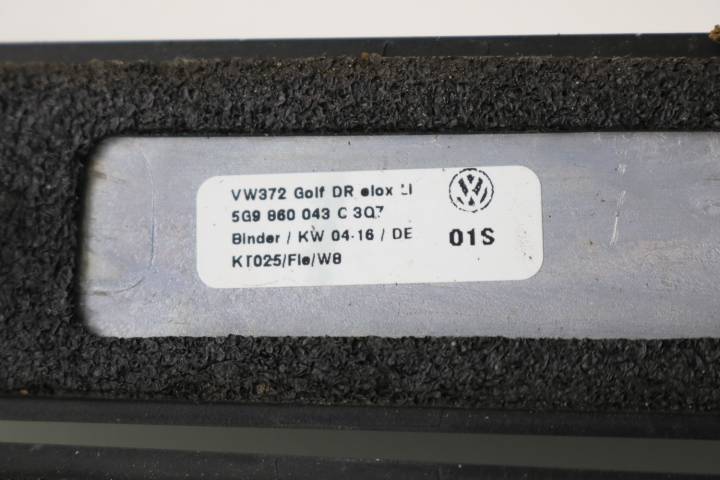 VW372 Golf DR elox LI
5G9 860 043 C 3Q7
Binder / KW 04-16 / DE
01S
KT025/Fle/W8